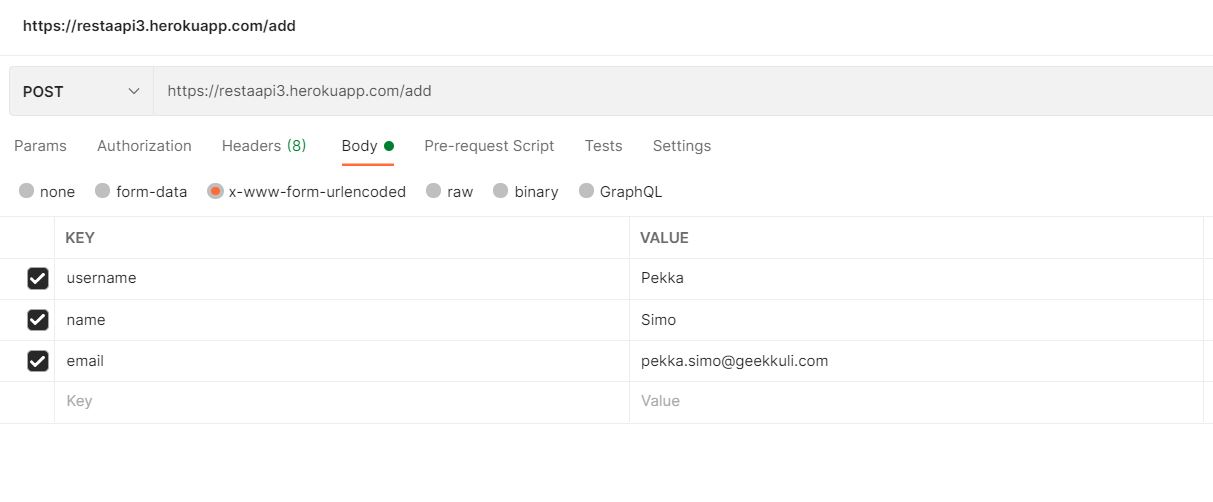 https://restaapi3.herokuapp.com/add
POST https://restaapi3.herokuapp.com/add
Params Authorization Headers (8) Body Pre-request Script Tests Settings
none form-data x-www-form-urlencoded raw binary GraphQL
KEY VALUE
username Pekka
name Simo
email pekka.simo@geekkuli.com
Key Value